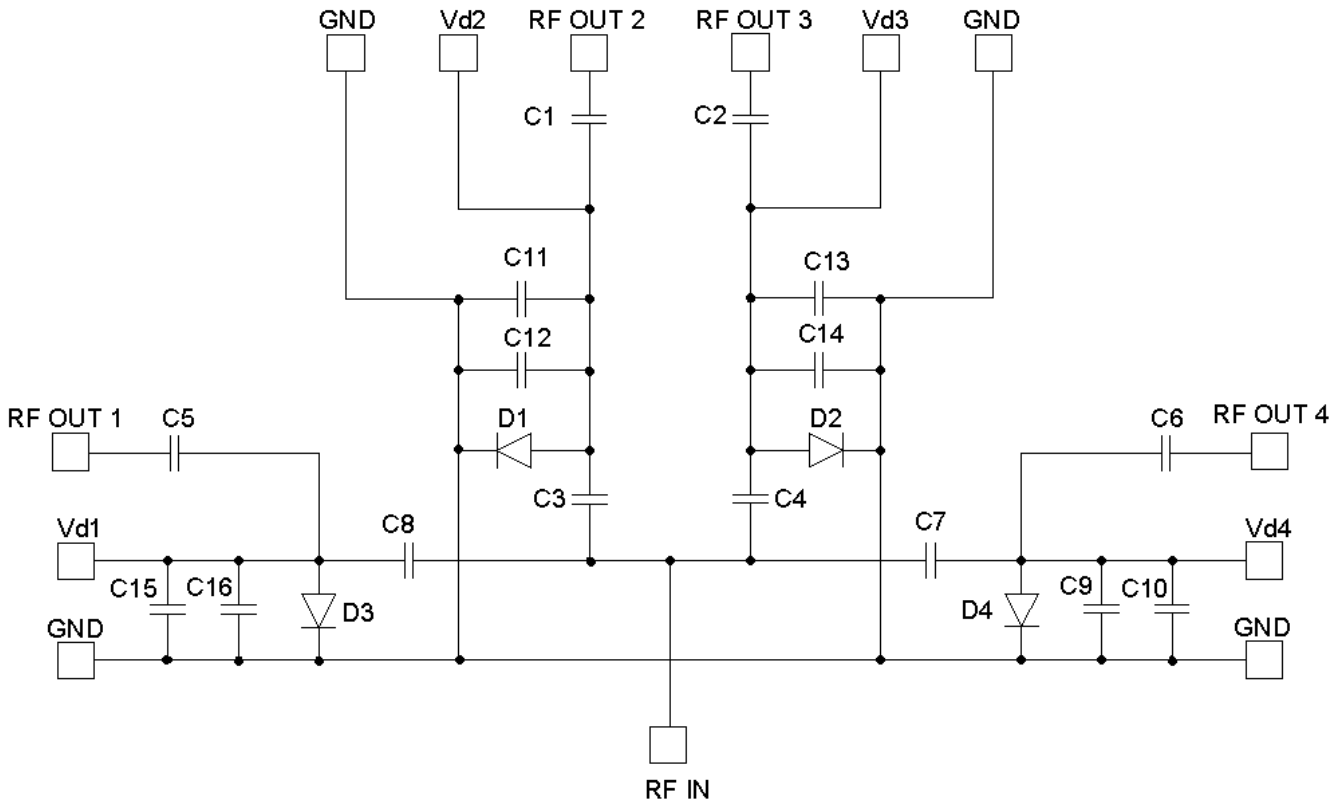 GND
Vd2
RF OUT 2
RF OUT 3
Vd3
GND
C1
C2
C11
C13
C12
C14
RF OUT 1
C5
D1
D2
C6
RF OUT 4
C3
C4
Vd1
C8
C7
Vd4
C15
C16
D3
D4
C9
C10
GND
GND
RF IN